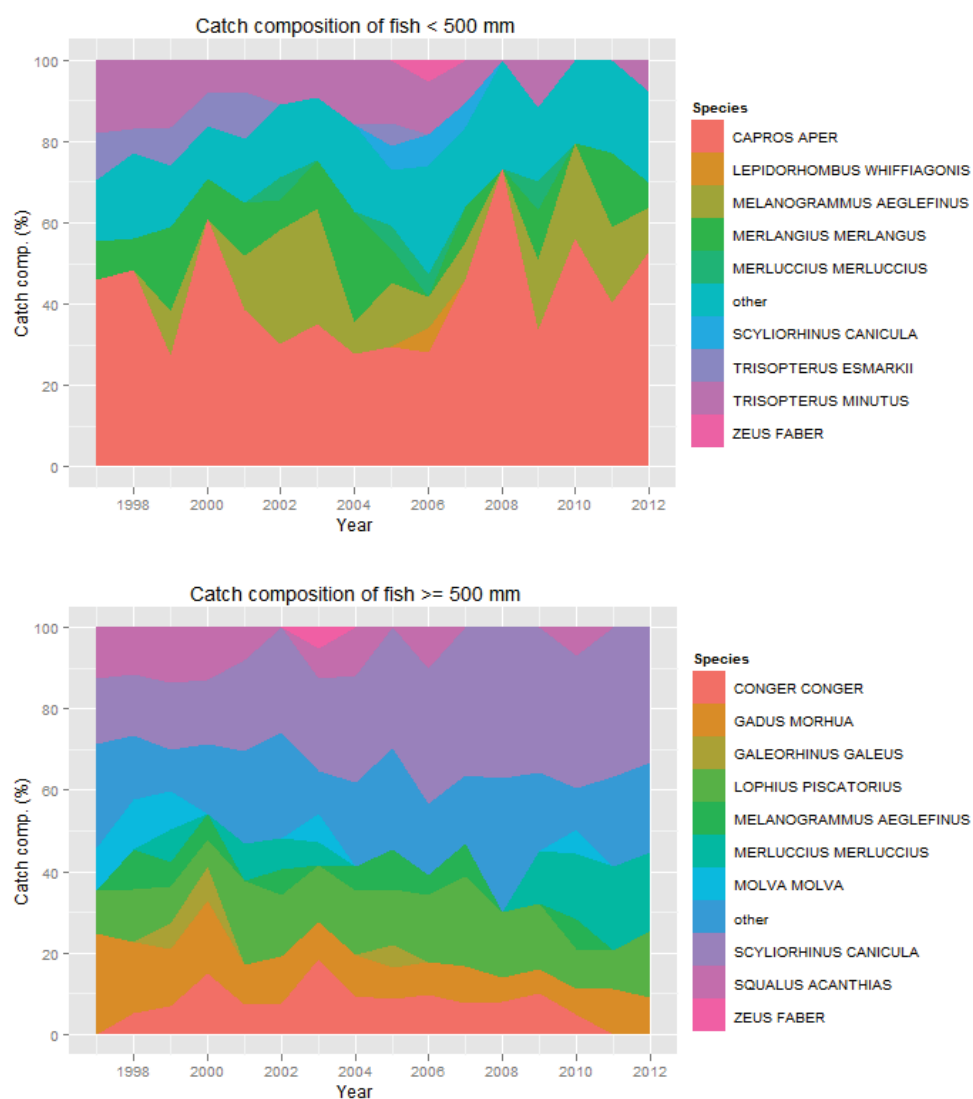 Catch composition of fish < 500 mm
100
80
60
40
20
0
Catch comp. (%)
1998 2000 2002 2004 2006 2008 2010 2012
Year
Species
CAPROS APER
LEPIDORHOMBUS WHIFFIAGONIS
MELANOGRAMMUS AEGLEFINUS
MERLANGIUS MERLANGUS
MERLUCCIUS MERLUCCIUS
other
SCYLIORHINUS CANICULA
TRISOPTERUS ESMARKII
TRISOPTERUS MINUTUS
ZEUS FABER
Catch composition of fish >= 500 mm
100
80
60
40
20
0
Catch comp. (%)
1998 2000 2002 2004 2006 2008 2010 2012
Year
Species
CONGER CONGER
GADUS MORHUA
GALEORHINUS GALEUS
LOPHIUS PISCATORIUS
MELANOGRAMMUS AEGLEFINUS
MERLUCCIUS MERLUCCIUS
MOLVA MOLVA
other
SCYLIORHINUS CANICULA
SQUALUS ACANTHIAS
ZEUS FABER